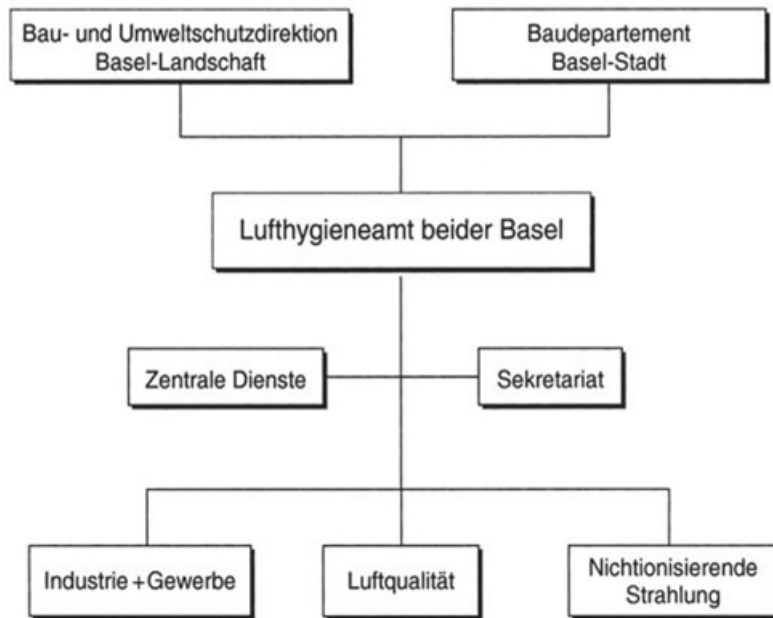 Bau- und Umweltschutzdirektion
Basel-Landschaft
Baudepartement
Basel-Stadt
Lufthygieneamt beider Basel
Zentrale Dienste
Sekretariat
Industrie+Gewerbe
Luftqualität
Nichtionisierende
Strahlung